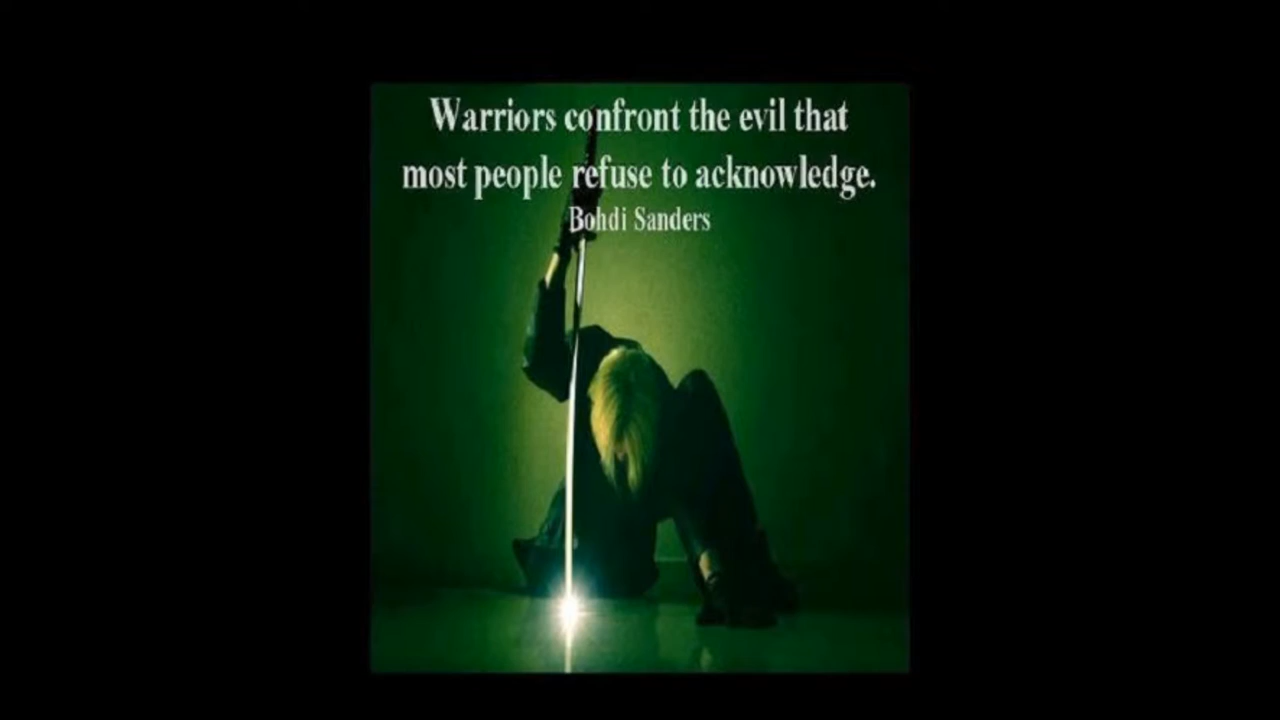 Warriors confront the evil that
most people refuse to acknowledge.
Bohdi Sanders